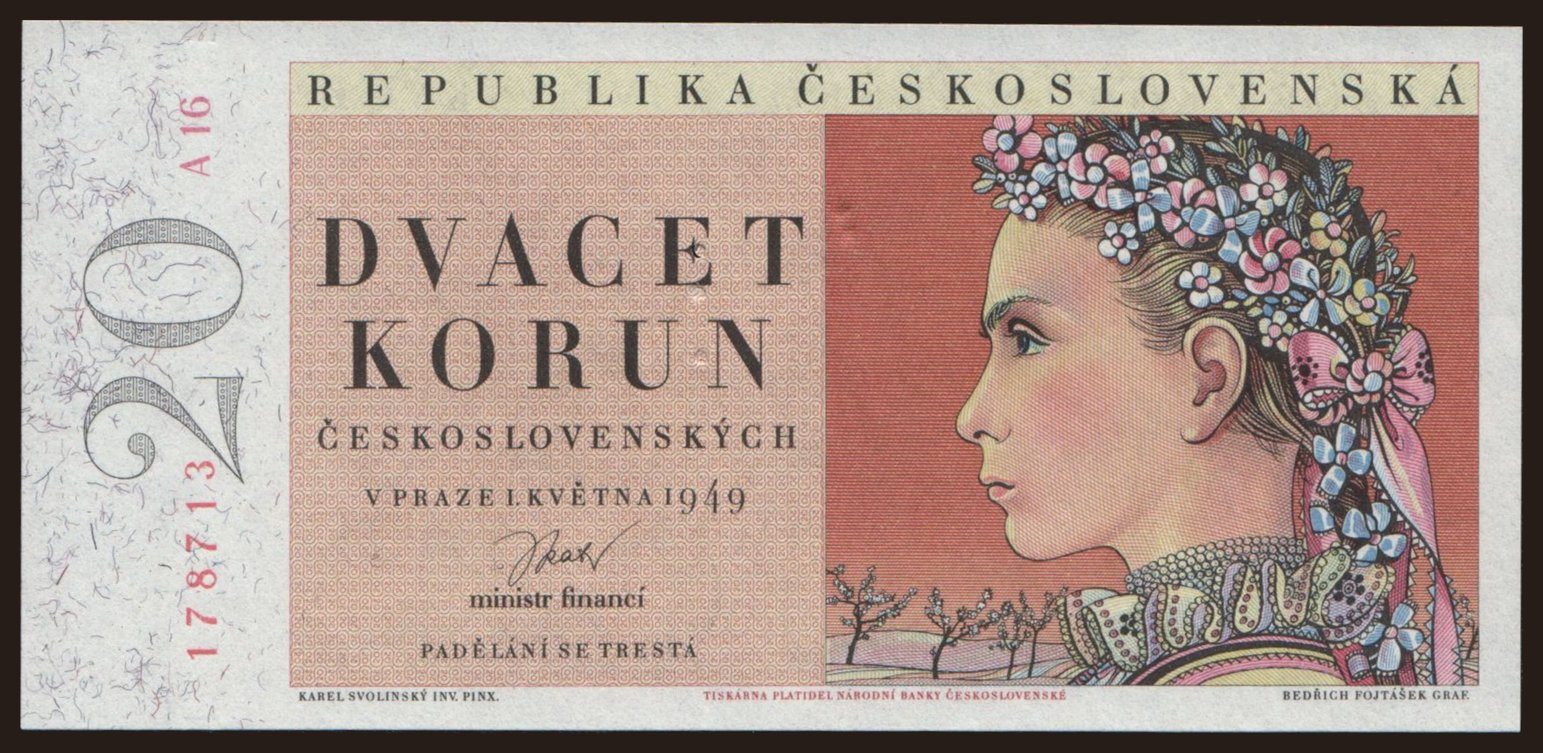 REPUBLIKA ČESKOSLOVENSKÁ
A 16
20
178713
DVACET
KORUN
ČESKOSLOVENSKÝCH
V PRAZE 1. KVĚTNA 1949
ministr financí
PADĚLÁNÍ SE TRESTÁ
KAREL SVOLINSKÝ INV. PINX.
TISKÁRNA PLATIDEL NÁRODNÍ BANKY ČESKOSLOVENSKÉ
BEDŘICH FOJTÁŠEK GRAF.